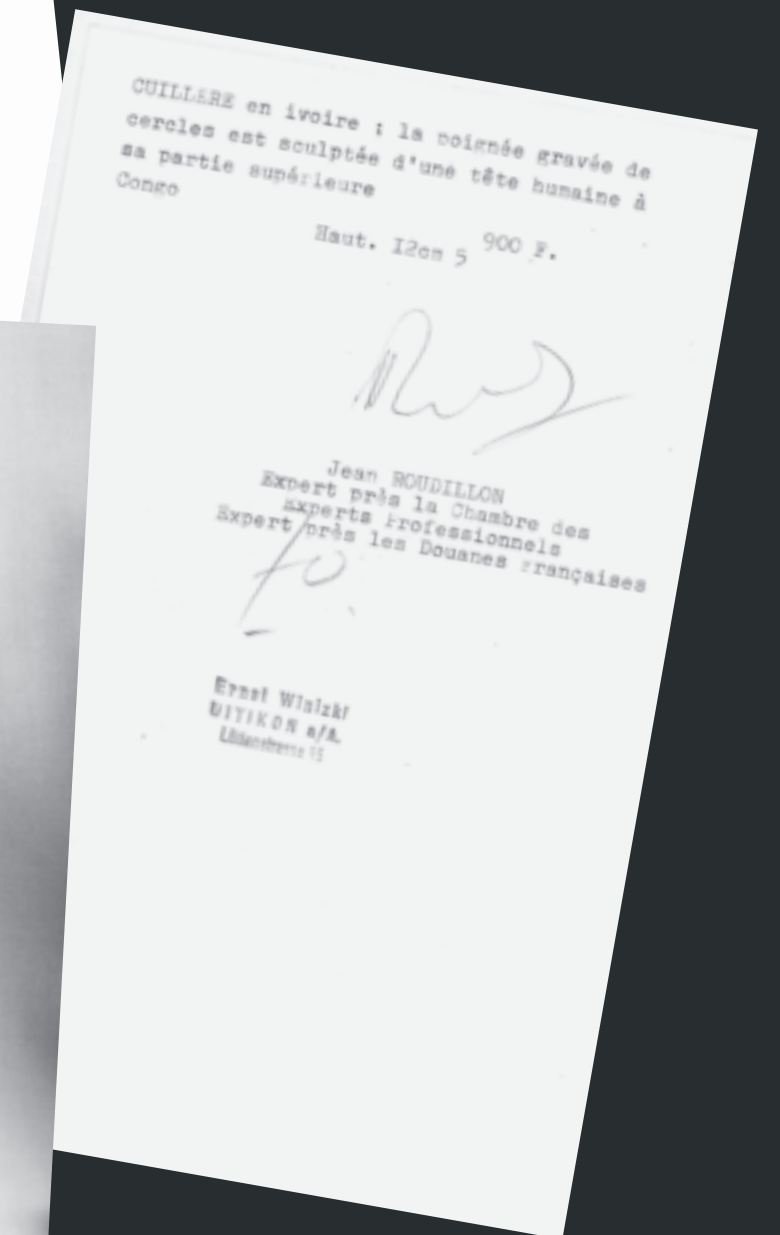 CUILLERE en ivoire ; la poignée gravée de
cercles est sculptée d'une tête humaine à
sa partie supérieure
Congo
Haut. I2cm 5 900 F.
Jean ROUDILLON
Expert près la Chambre des
Experts Professionnels
Expert près les Douanes Françaises
Ernst Winizki
UITIKON a/A.